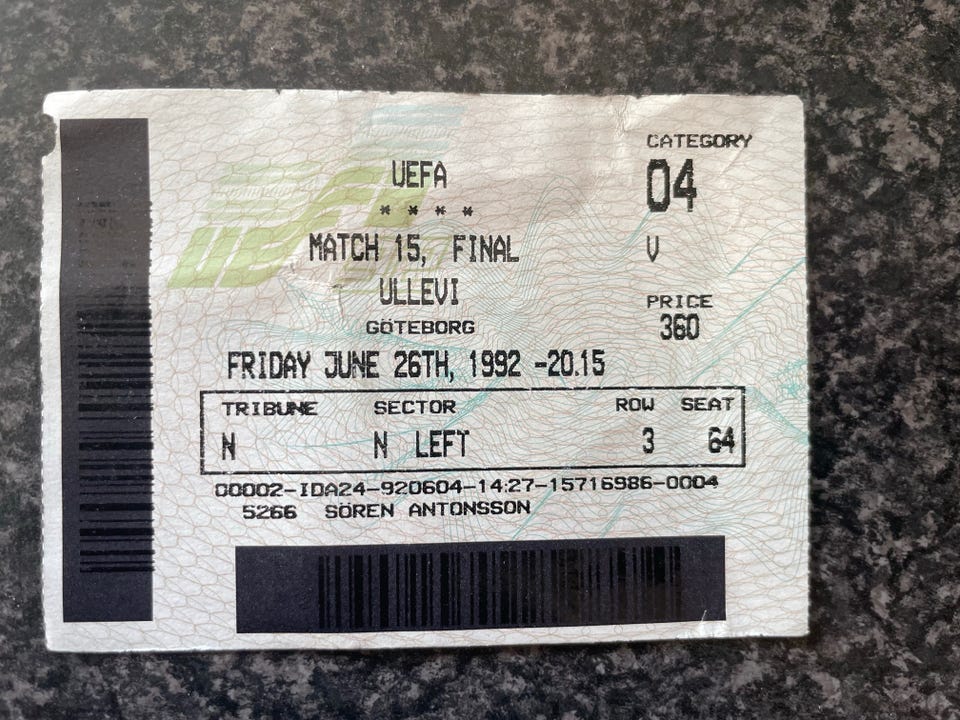 UEFA
* * * *
MATCH 15, FINAL
ULLEVI
GÖTEBORG
FRIDAY JUNE 26TH, 1992 -20.15
CATEGORY
04
V
PRICE
360
TRIBUNE SECTOR ROW SEAT
N N LEFT 3 64
00002-IDA24-920604-14:27-15716986-0004
5266 SÖREN ANTONSSON